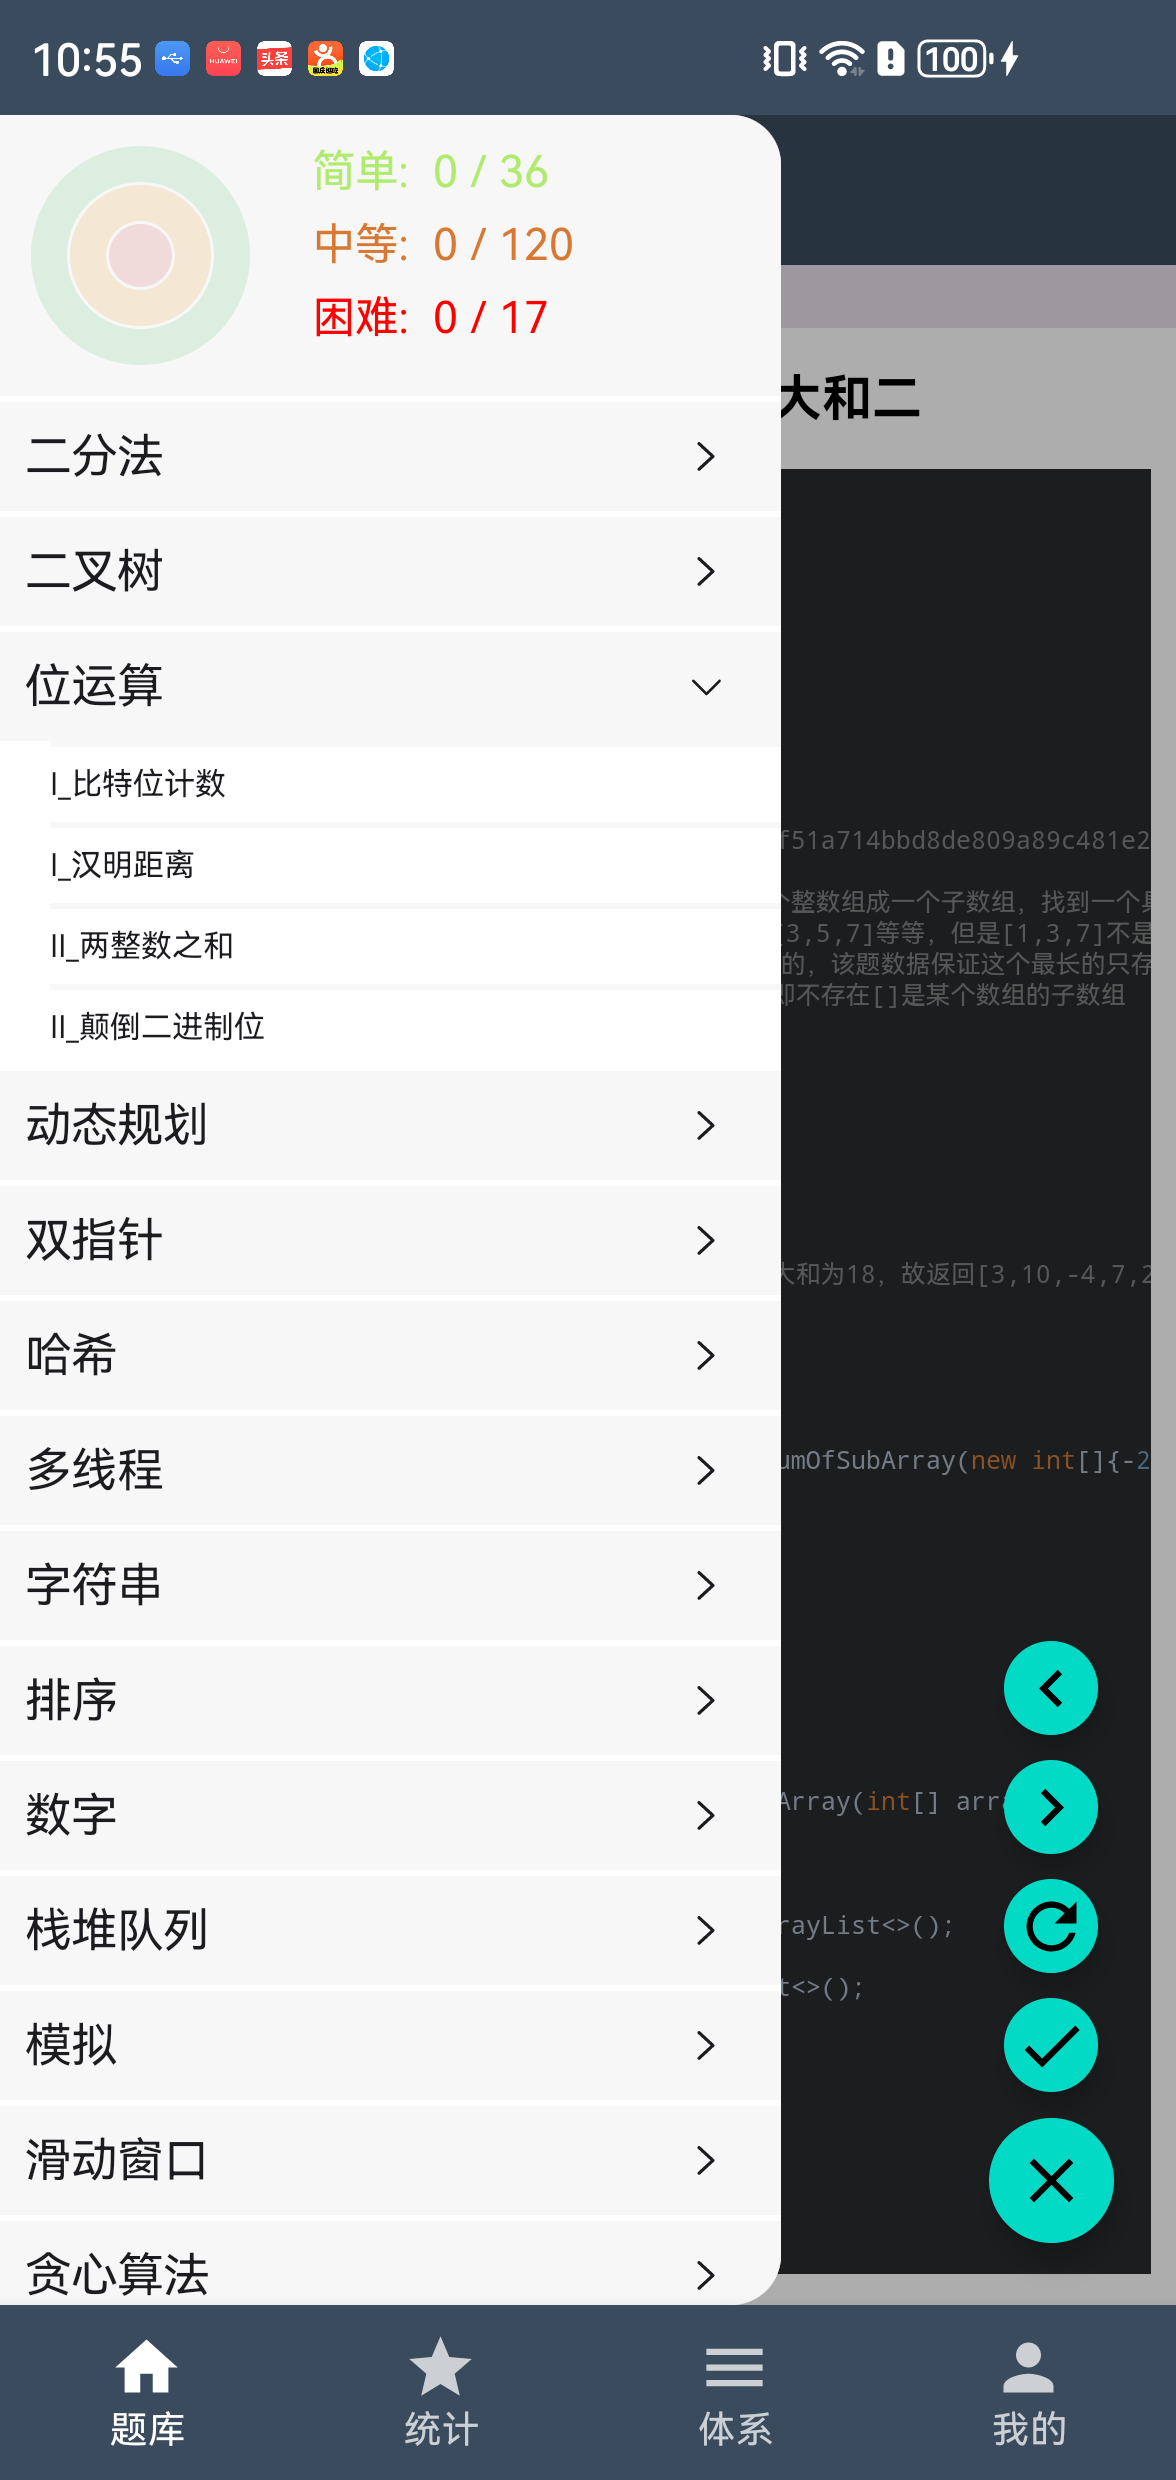 10:55
HUAWEI
头条
100
简单: 0 / 36
中等: 0 / 120
困难: 0 / 17
大和二
二分法
二叉树
位运算
I_比特位计数
f51a714bbd8de809a89c481e2
I_汉明距离
个整数组成一个子数组，找到一个
3,5,7]等等，但是[1,3,7]不是
II_两整数之和
的，该题数据保证这个最长的只存
即不存在[]是某个数组的子数组
II_颠倒二进制位
动态规划
双指针
大和为18，故返回[3,10,-4,7,2
哈希
多线程
umOfSubArray(new int[]{-2
字符串
排序
数字
Array(int[] arr
栈堆队列
rayList<>();
t<>();
模拟
滑动窗口
贪心算法
题库
统计
体系
我的